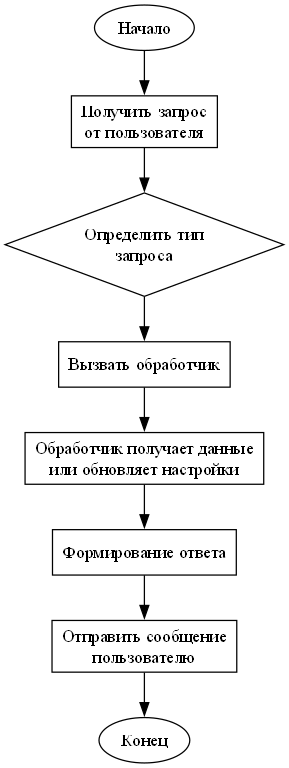 Начало
Получить запрос
от пользователя
Определить тип
запроса
Вызвать обработчик
Обработчик получает данные
или обновляет настройки
Формирование ответа
Отправить сообщение
пользователю
Конец